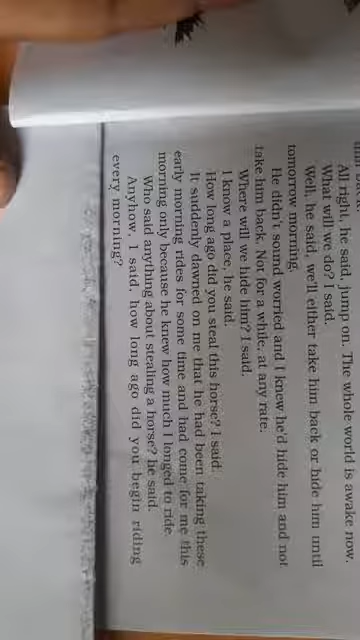 All right, he said, jump on. The whole world is awake now.
What will we do? I said.
Well, he said, we'll either take him back or hide him until
tomorrow morning.
He didn't sound worried and I knew he'd hide him and not
take him back. Not for a while, at any rate.
Where will we hide him? I said.
I know a place, he said.
How long ago did you steal this horse? I said.
It suddenly dawned on me that he had been taking these
early morning rides for some time and had come for me this
morning only because he knew how much I longed to ride.
Who said anything about stealing a horse? he said.
Anyhow, I said, how long ago did you begin riding
every morning?